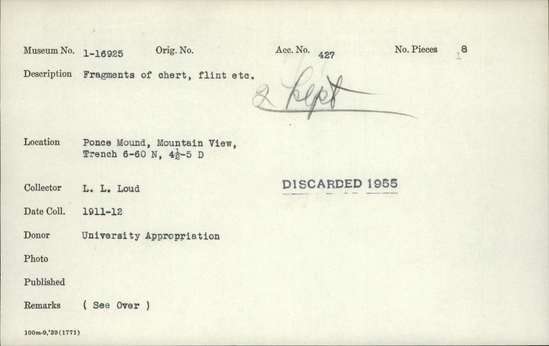 Museum No. 1-16925 Orig. No. Acc. No. 427 No. Pieces 18
Description Fragments of chert, flint etc.
2 kept
Location Ponce Mound, Mountain View,
Trench 6-60 N, 4½-5 D
Collector L. L. Loud
DISCARDED 1955
Date Coll. 1911-12
Donor University Appropriation
Photo
Published
Remarks ( See Over )
100m-9,'39(1771)